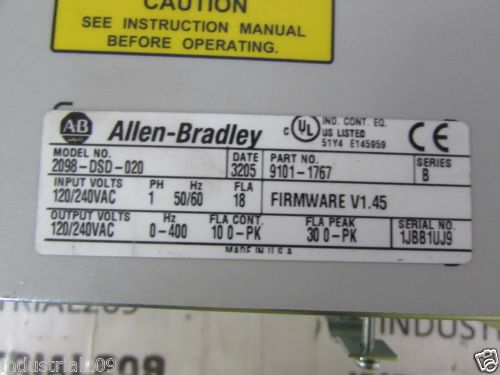 CAUTION
SEE INSTRUCTION MANUAL
BEFORE OPERATING.
AB Allen-Bradley
c UL IND. CONT. EQ.
US LISTED
51Y4 E145959
CE
MODEL NO. DATE PART NO. SERIES
2098-DSD-020 3205 9101-1767 B
INPUT VOLTS PH Hz FLA
120/240VAC 1 50/60 18 FIRMWARE V1.45
OUTPUT VOLTS Hz FLA CONT. FLA PEAK SERIAL NO.
120/240VAC 0-400 10 0-PK 30 0-PK 1JBB1UJ9
MADE IN U.S.A
INDUST
industrial209